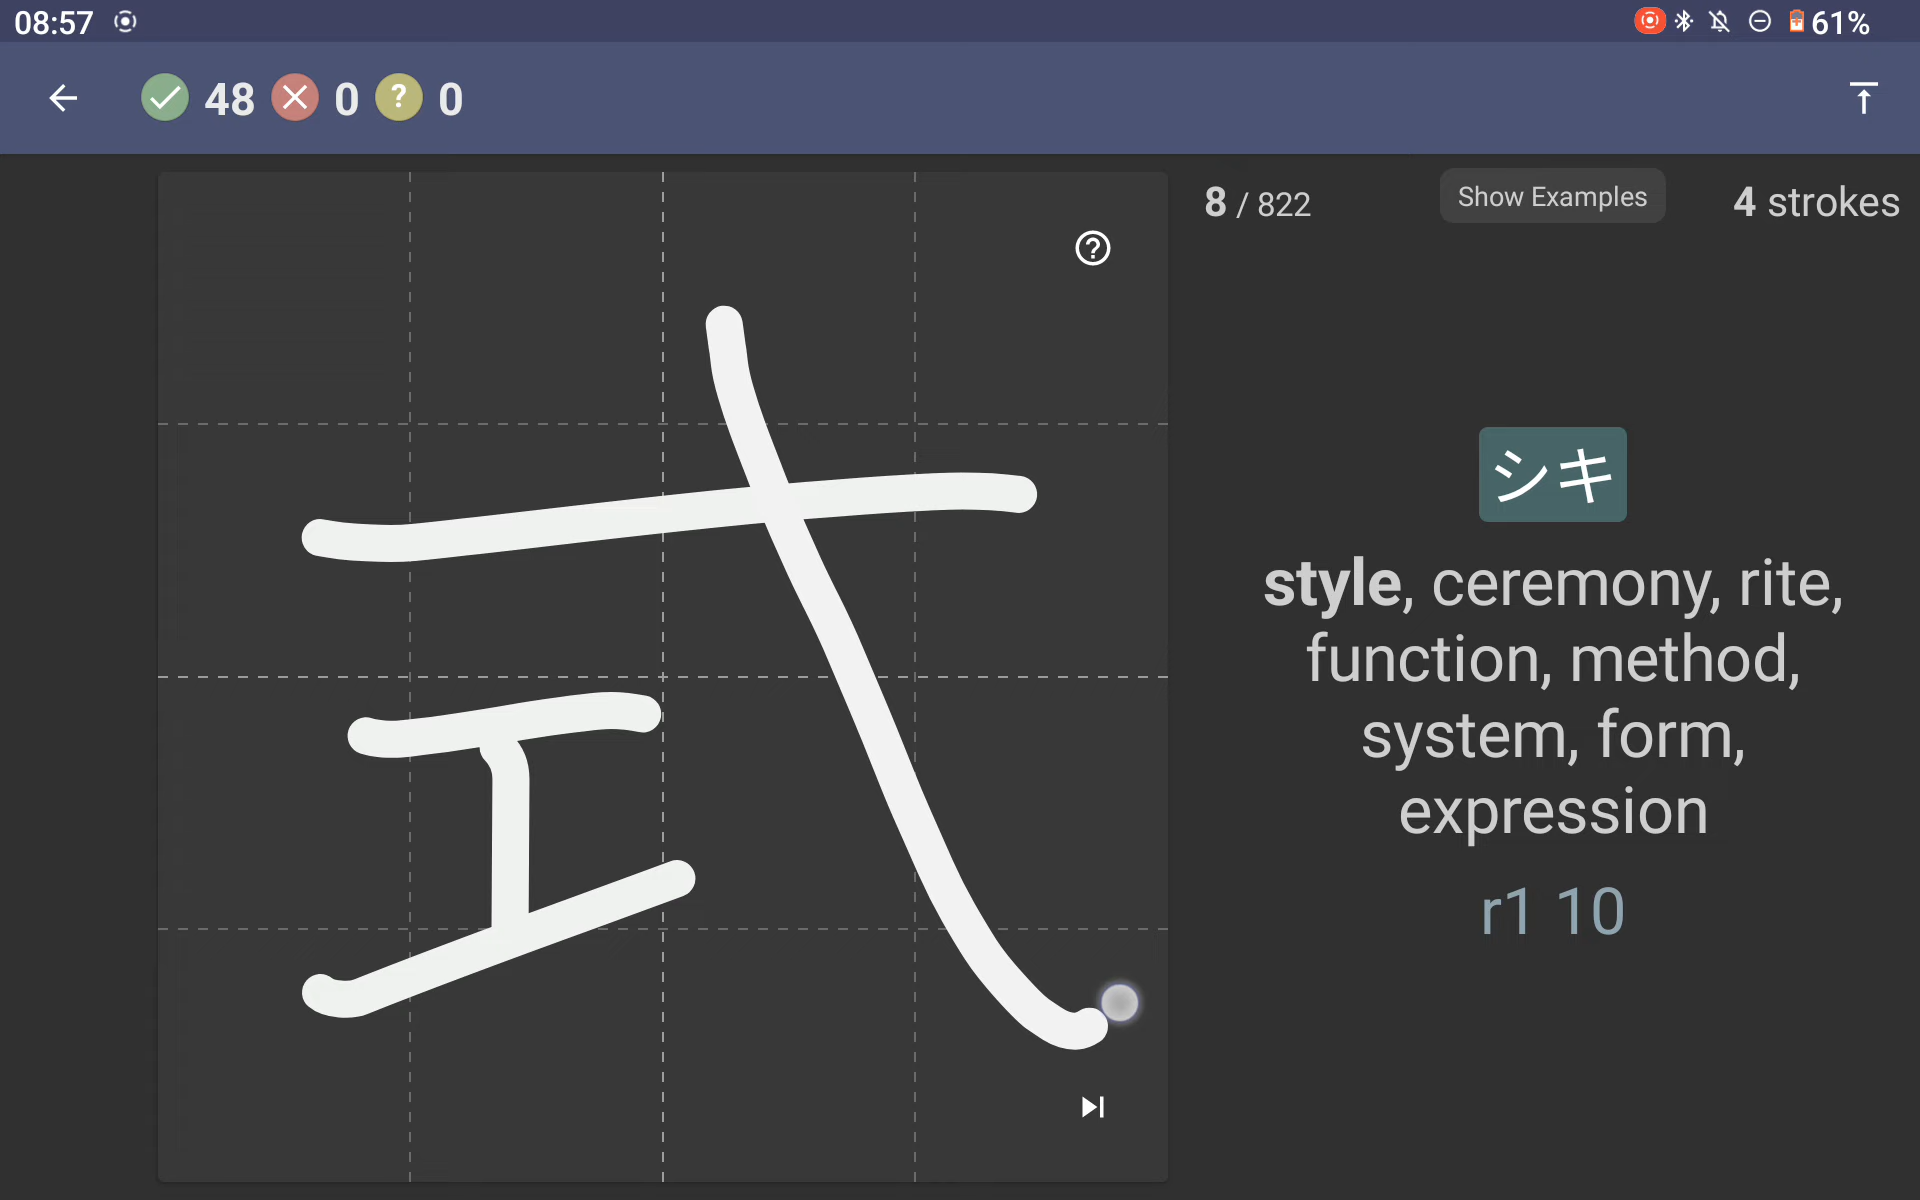 08:57 61%
48 0 ? 0
8 / 822 Show Examples 4 strokes
?
シキ
style, ceremony, rite,
function, method,
system, form,
expression
r1 10